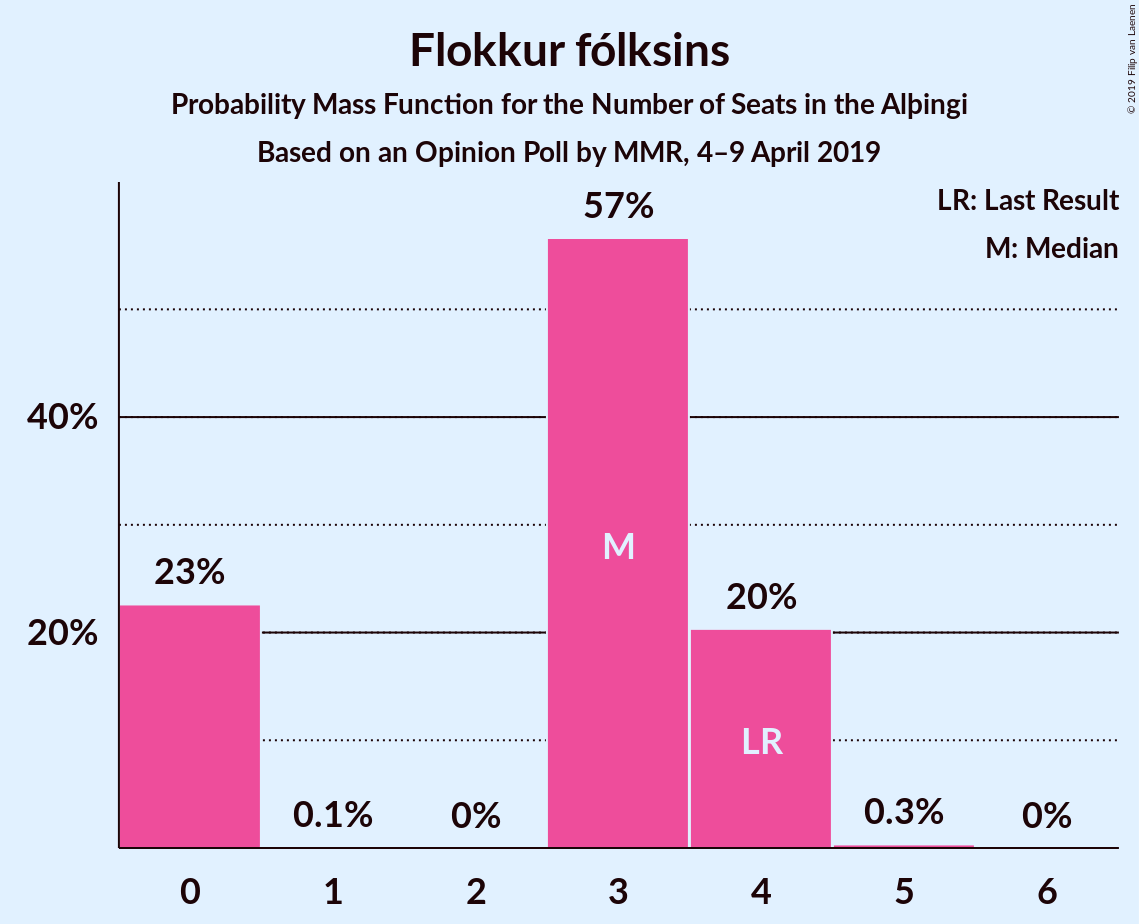 Flokkur fólksins
Probability Mass Function for the Number of Seats in the Alþingi
Based on an Opinion Poll by MMR, 4–9 April 2019
© 2019 Filip van Laenen
LR: Last Result
M: Median
57%
40%
M
23%
20%
20%
LR
0.1%
0%
0.3%
0%
0 1 2 3 4 5 6